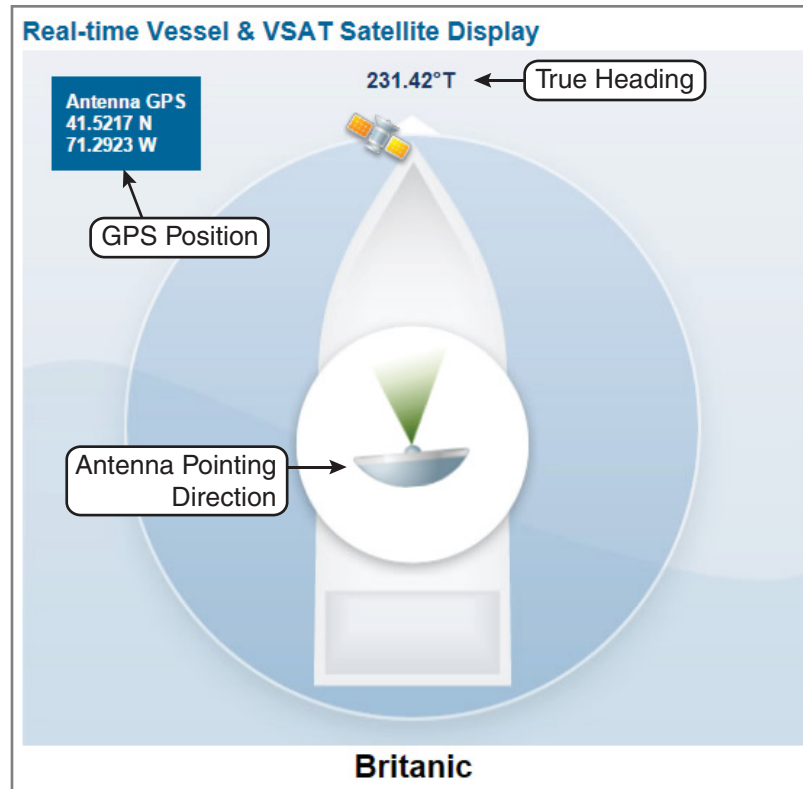 Real-time Vessel & VSAT Satellite Display
231.42°T
True Heading
Antenna GPS
41.5217 N
71.2923 W
GPS Position
Antenna Pointing
Direction
Britanic